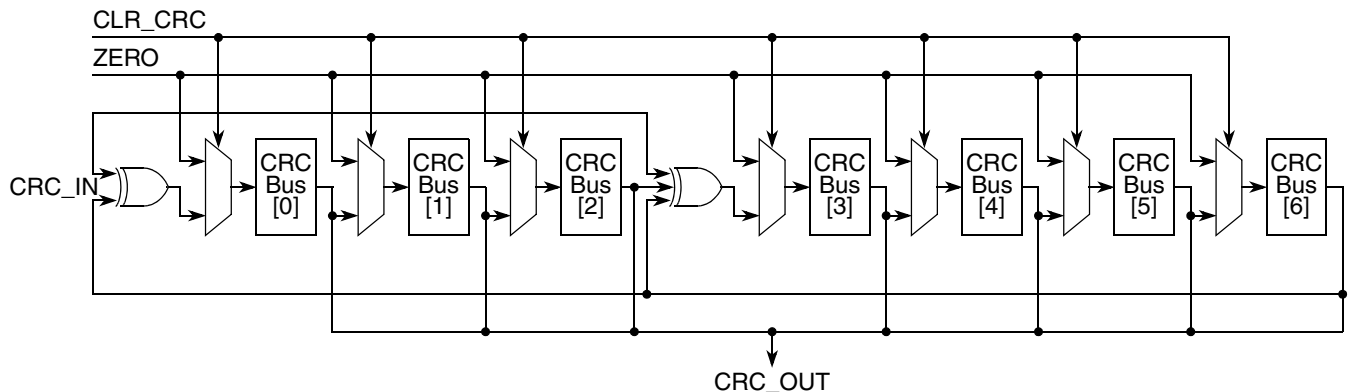 CLR_CRC
ZERO
CRC_IN
CRC
Bus
[0]
CRC
Bus
[1]
CRC
Bus
[2]
CRC
Bus
[3]
CRC
Bus
[4]
CRC
Bus
[5]
CRC
Bus
[6]
CRC_OUT